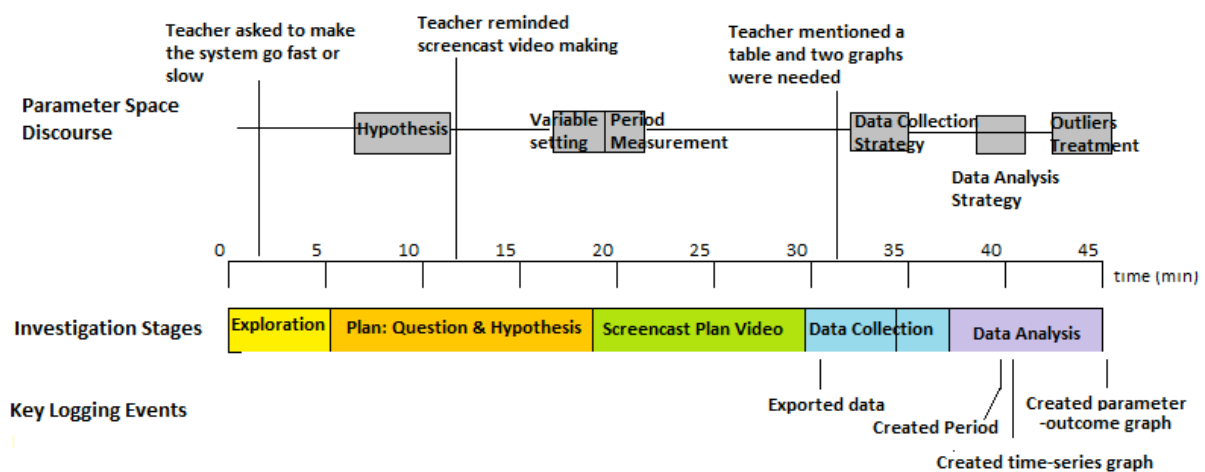 Teacher asked to make
the system go fast or
slow
Teacher reminded
screencast video making
Teacher mentioned a
table and two graphs
were needed
Parameter Space
Discourse
Hypothesis
Variable
setting
Period
Measurement
Data Collection
Strategy
Data Analysis
Strategy
Outliers
Treatment
0 5 10 15 20 25 30 35 40 45
time (min)
Investigation Stages
Exploration
Plan: Question & Hypothesis
Screencast Plan Video
Data Collection
Data Analysis
Key Logging Events
Exported data
Created Period
Created time-series graph
Created parameter
-outcome graph